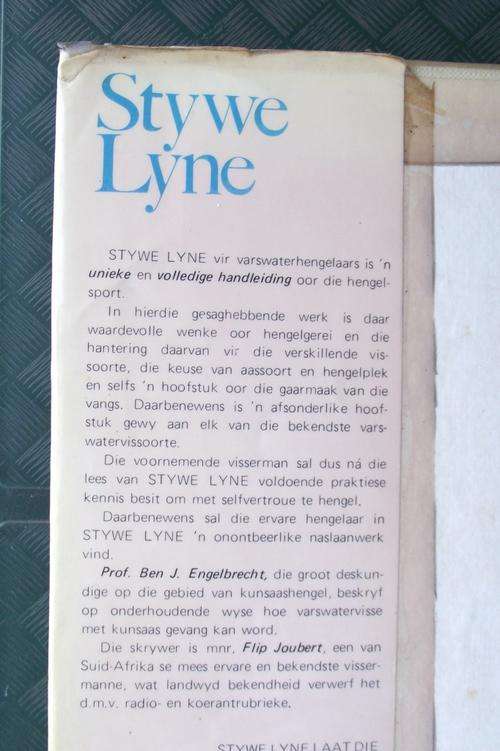 Stywe
Lyne
STYWE LYNE vir varswaterhengelaars is 'n
unieke en volledige handleiding oor die hengel-
sport.
In hierdie gesaghebbende werk is daar
waardevolle wenke oor hengelgerei en die
hantering daarvan vir die verskillende vis-
soorte, die keuse van aassoort en hengelplek
en selfs 'n hoofstuk oor die gaarmaak van die
vangs. Daarbenewens is 'n afsonderlike hoof-
stuk gewy aan elk van die bekendste vars-
watervissoorte.
Die voornemende visserman sal dus ná die
lees van STYWE LYNE voldoende praktiese
kennis besit om met selfvertroue te hengel.
Daarbenewens sal die ervare hengelaar in
STYWE LYNE 'n onontbeerlike naslaanwerk
vind.
Prof. Ben J. Engelbrecht, die groot deskun-
dige op die gebied van kunsaashengel, beskryf
op onderhoudende wyse hoe varswatervisse
met kunsaas gevang kan word.
Die skrywer is mnr. Flip Joubert, een van
Suid-Afrika se mees ervare en bekendste visser-
manne, wat landwyd bekendheid verwerf het
d.m.v. radio- en koerantrubrieke.
STYWE LYNE LAAT DIE